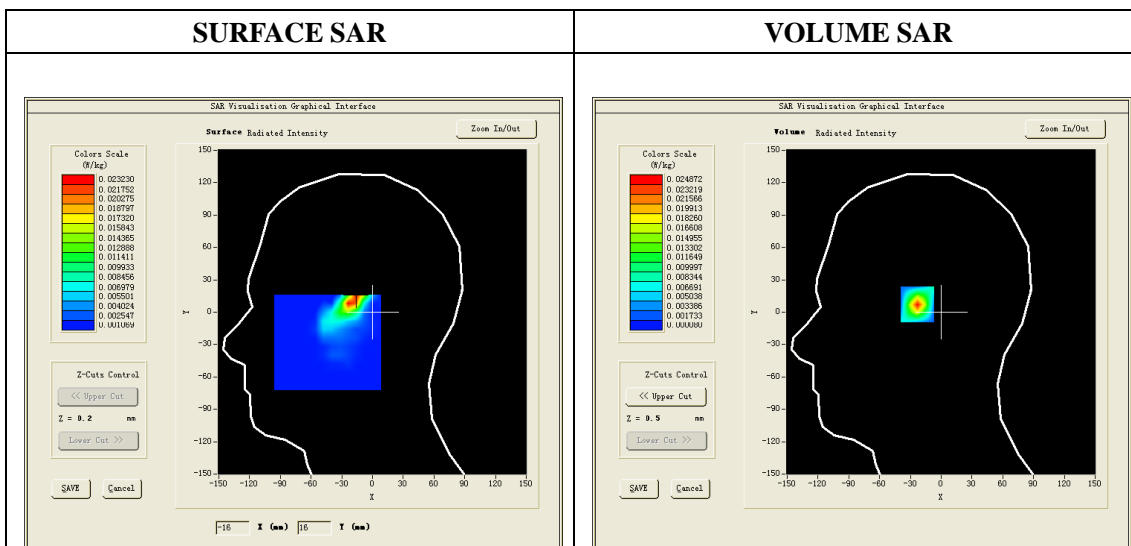 SURFACE SAR
VOLUME SAR
SAR Visualisation Graphical Interface
Surface Radiated Intensity
Zoom In/Out
Colors Scale
(W/kg)
0.023230
0.021752
0.020275
0.018797
0.017320
0.015843
0.014365
0.012888
0.011411
0.009933
0.008456
0.006979
0.005501
0.004024
0.002547
0.001069
150
120
90
60
30
0
-30
-60
-90
-120
-150
Y
-150 -120 -90 -60 -30 0 30 60 90 120 150
X
Z-Cuts Control
<< Upper Cut
Z = 0.2 mm
Lower Cut >>
SAVE
Cancel
-16 X (mm) 16 Y (mm)
SAR Visualisation Graphical Interface
Volume Radiated Intensity
Zoom In/Out
Colors Scale
(W/kg)
0.024872
0.023219
0.021566
0.019913
0.018260
0.016608
0.014955
0.013302
0.011649
0.009997
0.008344
0.006691
0.005038
0.003386
0.001733
0.000080
150
120
90
60
30
0
-30
-60
-90
-120
-150
Y
-150 -120 -90 -60 -30 0 30 60 90 120 150
X
Z-Cuts Control
<< Upper Cut
Z = 0.5 mm
Lower Cut >>
SAVE
Cancel